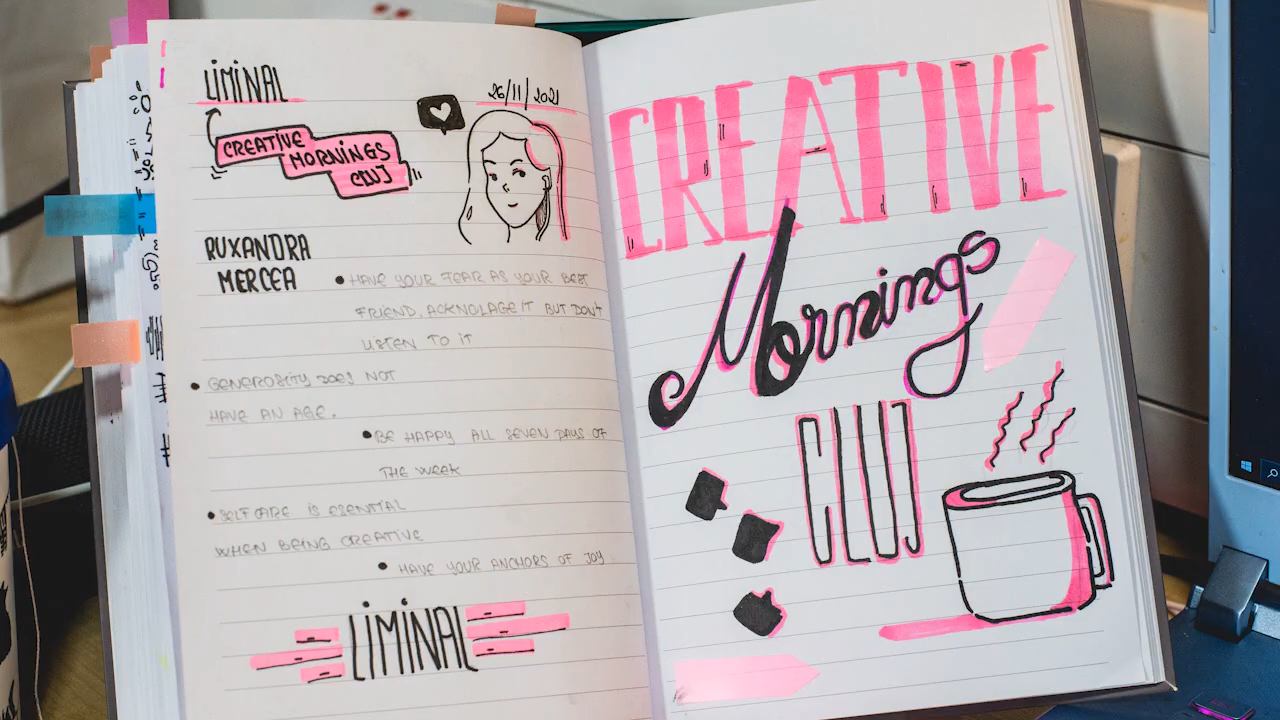 LIMINAL
26/11/2021
CREATIVE
MORNINGS
CLUJ
RUXANDRA
MERCEA
• HAVE YOUR FEAR AS YOUR BEST
FRIEND, ACKNOLAGE IT BUT DON'T
LISTEN TO IT
• GENEROSITY DOES NOT
HAVE AN AGE.
• BE HAPPY ALL SEVEN DAYS OF
THE WEEK
• SELF CARE IS ESENTIAL
WHEN BEING CREATIVE
• HAVE YOUR ANCHORS OF JOY
LIMINAL
CREATIVE
Mornings
CLUJ